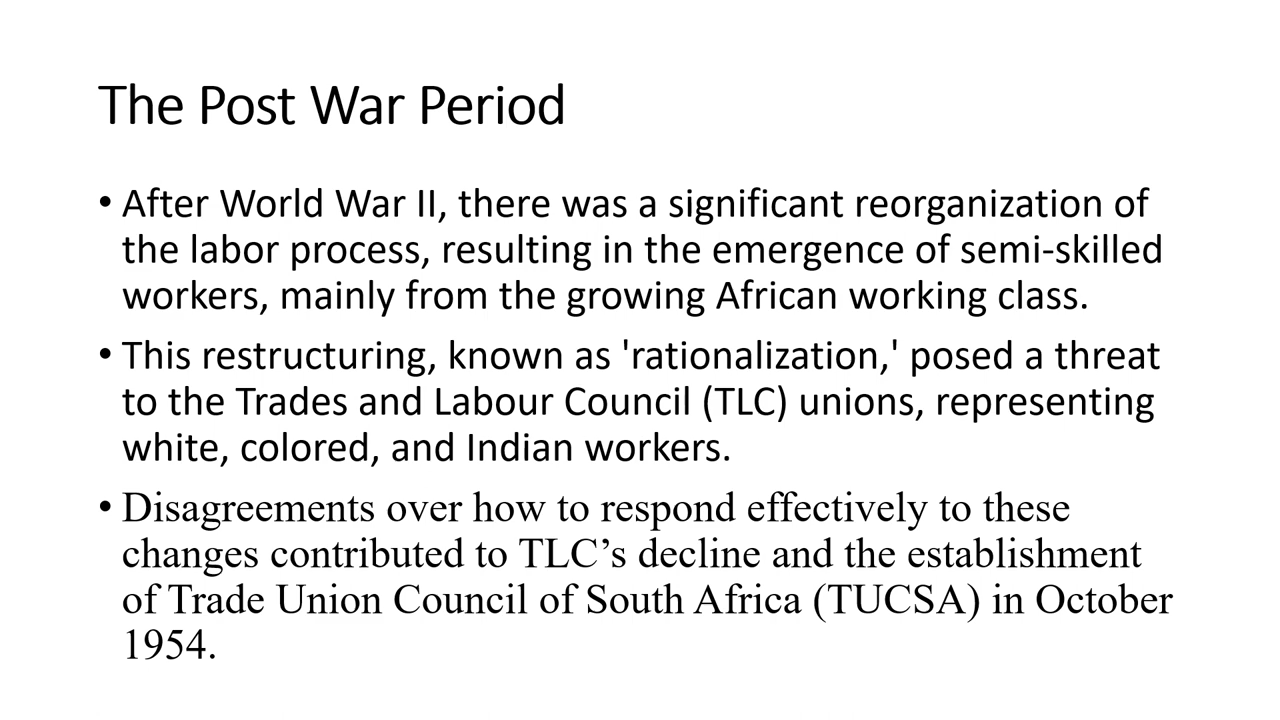 The Post War Period
• After World War II, there was a significant reorganization of
the labor process, resulting in the emergence of semi-skilled
workers, mainly from the growing African working class.
• This restructuring, known as 'rationalization,' posed a threat
to the Trades and Labour Council (TLC) unions, representing
white, colored, and Indian workers.
• Disagreements over how to respond effectively to these
changes contributed to TLC’s decline and the establishment
of Trade Union Council of South Africa (TUCSA) in October
1954.